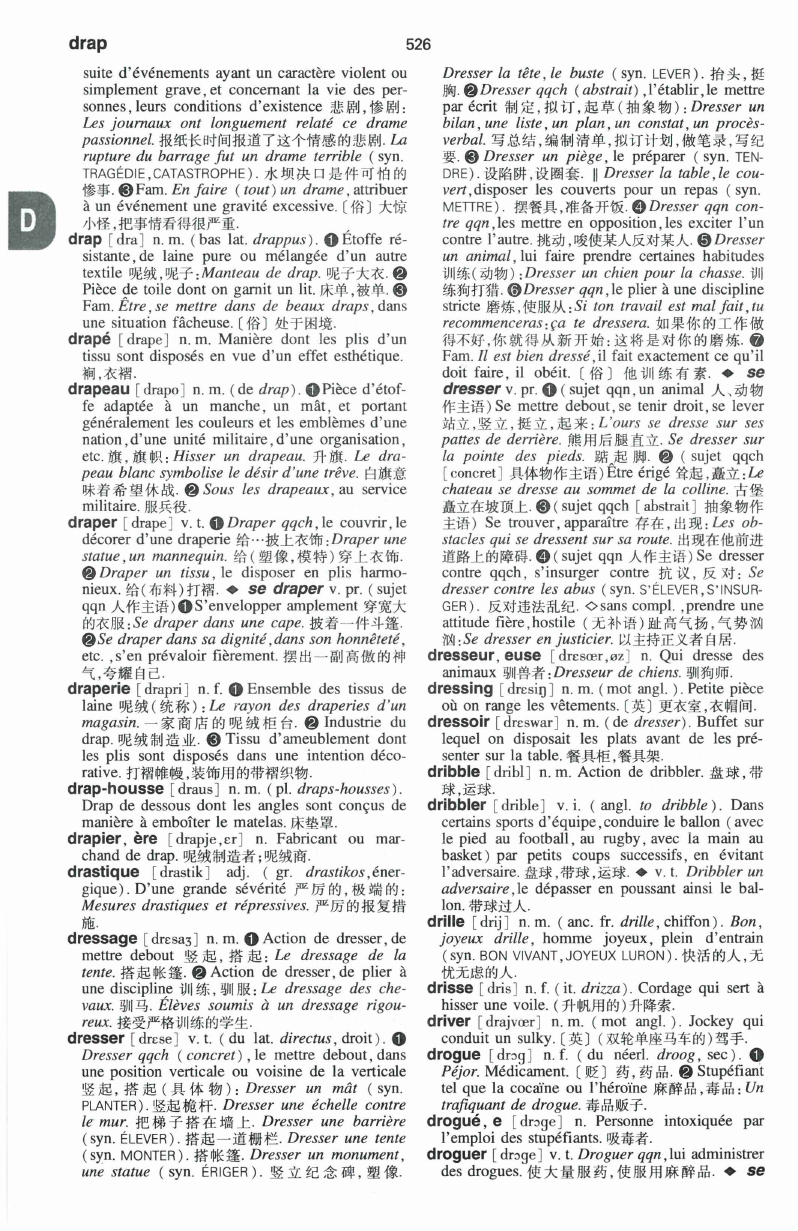 drap
526
suite d'événements ayant un caractère violent ou
simplement grave, et concernant la vie des per-
sonnes, leurs conditions d'existence 悲剧,惨剧:
Les journaux ont longuement relaté ce drame
passionnel. 报纸长时间报道了这个情感的悲剧. La
rupture du barrage fut un drame terrible (syn.
TRAGÉDIE, CATASTROPHE). 水坝决口是件可怕的
惨事. ❸Fam. En faire (tout) un drame, attribuer
à un événement une gravité excessive.〔俗〕大惊
小怪,把事情看得很严重.
D
drap [dra] n. m. (bas lat. drappus). ❶ Étoffe ré-
sistante, de laine pure ou mélangée d'un autre
textile 呢绒,呢子:Manteau de drap. 呢子大衣. ❷
Pièce de toile dont on garnit un lit. 床单,被单. ❸
Fam. Être, se mettre dans de beaux draps, dans
une situation fâcheuse.〔俗〕处于困境.
drapé [drape] n. m. Manière dont les plis d'un
tissu sont disposés en vue d'un effet esthétique.
裥,衣褶.
drapeau [drapo] n. m. (de drap). ❶Pièce d'étof-
fe adaptée à un manche, un mât, et portant
généralement les couleurs et les emblèmes d'une
nation, d'une unité militaire, d'une organisation,
etc. 旗,旗帜:Hisser un drapeau. 升旗. Le dra-
peau blanc symbolise le désir d'une trêve. 白旗意
味着希望休战. ❷ Sous les drapeaux, au service
militaire. 服兵役.
draper [drape] v. t. ❶ Draper qqch, le couvrir, le
décorer d'une draperie 给…披上衣饰:Draper une
statue, un mannequin. 给(塑像,模特)穿上衣饰.
❷ Draper un tissu, le disposer en plis harmo-
nieux. 给(布料)打褶. ◆ se draper v. pr. (sujet
qqn 人作主语)❶S'envelopper amplement 穿宽大
的衣服:Se draper dans une cape. 披着一件斗篷.
❷Se draper dans sa dignité, dans son honnêteté,
etc., s'en prévaloir fièrement. 摆出一副高傲的神
气,夸耀自己.
draperie [drapri] n. f. ❶ Ensemble des tissus de
laine 呢绒(统称):Le rayon des draperies d'un
magasin. 一家商店的呢绒柜台. ❷ Industrie du
drap. 呢绒制造业. ❸ Tissu d'ameublement dont
les plis sont disposés dans une intention déco-
rative. 打褶帷幔,装饰用的带褶织物.
drap-housse [draus] n. m. (pl. draps-housses).
Drap de dessous dont les angles sont conçus de
manière à emboîter le matelas. 床垫罩.
drapier, ère [drapje,ɛr] n. Fabricant ou mar-
chand de drap. 呢绒制造者;呢绒商.
drastique [drastik] adj. (gr. drastikos, éner-
gique). D'une grande sévérité 严厉的,极端的:
Mesures drastiques et répressives. 严厉的报复措
施.
dressage [drɛsaʒ] n. m. ❶ Action de dresser, de
mettre debout 竖起,搭起: Le dressage de la
tente. 搭起帐篷. ❷ Action de dresser, de plier à
une discipline 训练,驯服:Le dressage des che-
vaux. 驯马. Élèves soumis à un dressage rigou-
reux. 接受严格训练的学生.
dresser [drɛse] v. t. (du lat. directus, droit). ❶
Dresser qqch (concret), le mettre debout, dans
une position verticale ou voisine de la verticale
竖起,搭起(具体物): Dresser un mât (syn.
PLANTER). 竖起桅杆. Dresser une échelle contre
le mur. 把梯子搭在墙上. Dresser une barrière
(syn. ÉLEVER). 搭起一道栅栏. Dresser une tente
(syn. MONTER). 搭帐篷. Dresser un monument,
une statue (syn. ÉRIGER). 竖立纪念碑,塑像.
Dresser la tête, le buste (syn. LEVER). 抬头,挺
胸. ❷Dresser qqch (abstrait), l'établir, le mettre
par écrit 制定,拟订,起草(抽象物):Dresser un
bilan, une liste, un plan, un constat, un procès-
verbal. 写总结,编制清单,拟订计划,做笔录,写纪
要. ❸ Dresser un piège, le préparer (syn. TEN-
DRE). 设陷阱,设圈套. ‖ Dresser la table, le cou-
vert, disposer les couverts pour un repas (syn.
METTRE). 摆餐具,准备开饭. ❹ Dresser qqn con-
tre qqn, les mettre en opposition, les exciter l'un
contre l'autre. 挑动,唆使某人反对某人. ❺Dresser
un animal, lui faire prendre certaines habitudes
训练(动物):Dresser un chien pour la chasse. 训
练狗打猎. ❻Dresser qqn, le plier à une discipline
stricte 磨炼,使服从:Si ton travail est mal fait, tu
recommenceras: ça te dressera. 如果你的工作做
得不好,你就得从新开始:这将是对你的磨炼. ❼
Fam. Il est bien dressé, il fait exactement ce qu'il
doit faire, il obéit.〔俗〕他训练有素. ◆ se
dresser v. pr. ❶(sujet qqn, un animal 人、动物
作主语) Se mettre debout, se tenir droit, se lever
站立,竖立,挺立,起来:L'ours se dresse sur ses
pattes de derrière. 熊用后腿直立. Se dresser sur
la pointe des pieds. 踮起脚. ❷ (sujet qqch
[concret] 具体物作主语) Être érigé 耸起,矗立:Le
chateau se dresse au sommet de la colline. 古堡
矗立在坡顶上. ❸(sujet qqch [abstrait] 抽象物作
主语) Se trouver, apparaître 存在,出现:Les ob-
stacles qui se dressent sur sa route. 出现在他前进
道路上的障碍. ❹(sujet qqn 人作主语) Se dresser
contre qqch, s'insurger contre 抗议,反对: Se
dresser contre les abus (syn. S'ÉLEVER, S'INSUR-
GER). 反对违法乱纪. ◇sans compl., prendre une
attitude fière, hostile (无补语)趾高气扬,气势汹
汹:Se dresser en justicier. 以主持正义者自居.
dresseur, euse [drɛsœr,øz] n. Qui dresse des
animaux 驯兽者:Dresseur de chiens. 驯狗师.
dressing [drɛsiŋ] n. m. (mot angl.). Petite pièce
où on range les vêtements.〔英〕更衣室,衣帽间.
dressoir [drɛswar] n. m. (de dresser). Buffet sur
lequel on disposait les plats avant de les pré-
senter sur la table. 餐具柜,餐具架.
dribble [dribl] n. m. Action de dribbler. 盘球,带
球,运球.
dribbler [drible] v. i. (angl. to dribble). Dans
certains sports d'équipe, conduire le ballon (avec
le pied au football, au rugby, avec la main au
basket) par petits coups successifs, en évitant
l'adversaire. 盘球,带球,运球. ◆ v. t. Dribbler un
adversaire, le dépasser en poussant ainsi le bal-
lon. 带球过人.
drille [drij] n. m. (anc. fr. drille, chiffon). Bon,
joyeux drille, homme joyeux, plein d'entrain
(syn. BON VIVANT, JOYEUX LURON). 快活的人,无
忧无虑的人.
drisse [dris] n. f. (it. drizza). Cordage qui sert à
hisser une voile. (升帆用的)升降索.
driver [drajvœr] n. m. (mot angl.). Jockey qui
conduit un sulky.〔英〕(双轮单座马车的)驾手.
drogue [drɔg] n. f. (du néerl. droog, sec). ❶
Péjor. Médicament.〔贬〕药,药品. ❷ Stupéfiant
tel que la cocaïne ou l'héroïne 麻醉品,毒品:Un
trafiquant de drogue. 毒品贩子.
drogué, e [drɔge] n. Personne intoxiquée par
l'emploi des stupéfiants. 吸毒者.
droguer [drɔge] v. t. Droguer qqn, lui administrer
des drogues. 使大量服药,使服用麻醉品. ◆ se